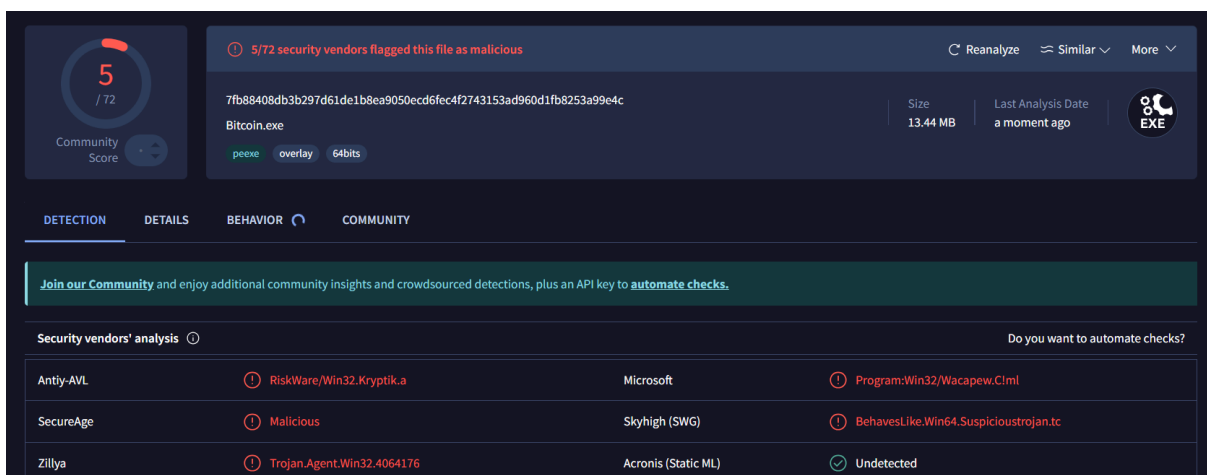 5
/ 72
Community
Score
5/72 security vendors flagged this file as malicious
Reanalyze
Similar
More
7fb88408db3b297d61de1b8ea9050ecd6fec4f2743153ad960d1fb8253a99e4c
Bitcoin.exe
peexe
overlay
64bits
Size
13.44 MB
Last Analysis Date
a moment ago
EXE
DETECTION
DETAILS
BEHAVIOR
COMMUNITY
Join our Community and enjoy additional community insights and crowdsourced detections, plus an API key to automate checks.
Security vendors' analysis
Do you want to automate checks?
Antiy-AVL
RiskWare/Win32.Kryptik.a
Microsoft
Program:Win32/Wacapew.C!ml
SecureAge
Malicious
Skyhigh (SWG)
BehavesLike.Win64.Suspicioustrojan.tc
Zillya
Trojan.Agent.Win32.4064176
Acronis (Static ML)
Undetected